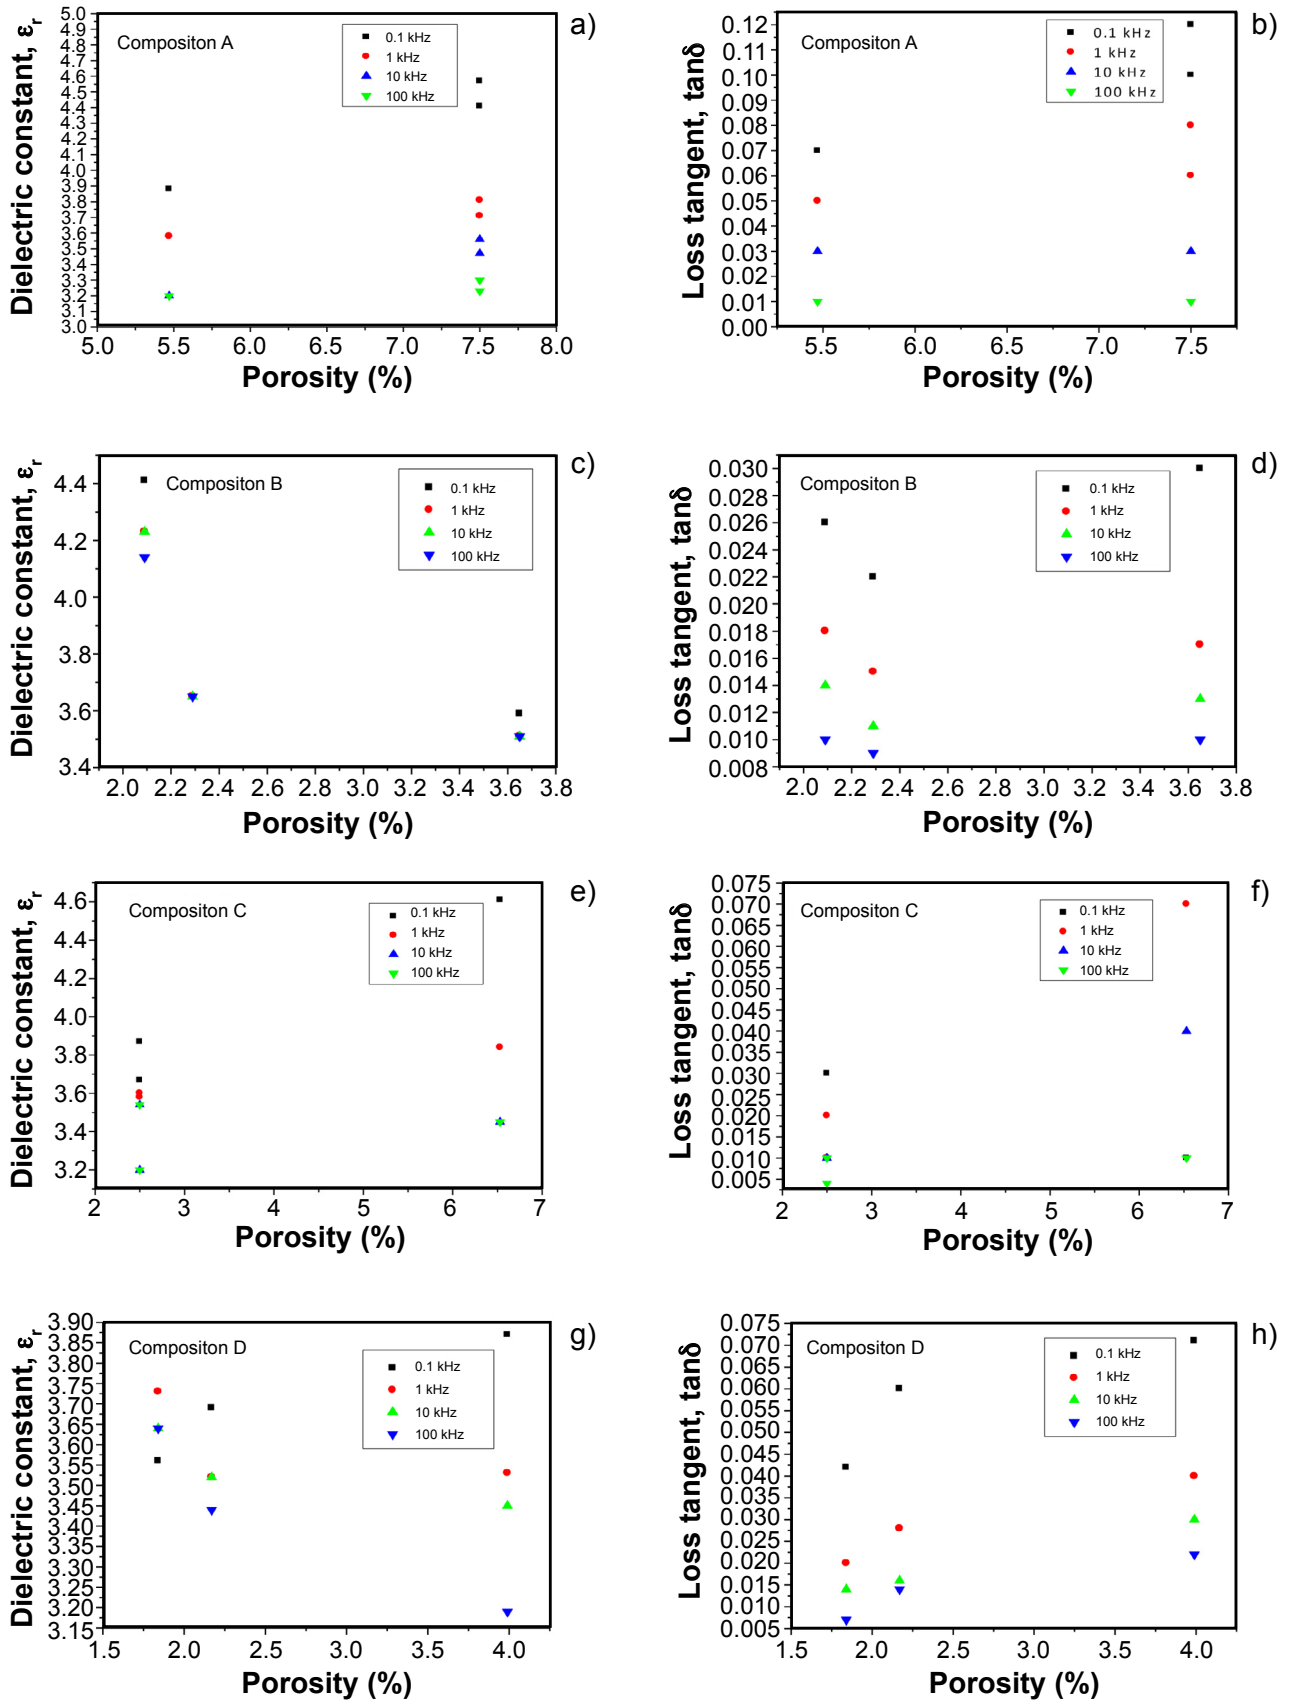 a)
Compositon A
0.1 kHz
1 kHz
10 kHz
100 kHz
Dielectric constant, εr
5.0
4.9
4.8
4.7
4.6
4.5
4.4
4.3
4.2
4.1
4.0
3.9
3.8
3.7
3.6
3.5
3.4
3.3
3.2
3.1
3.0
5.0 5.5 6.0 6.5 7.0 7.5 8.0
Porosity (%)
b)
Compositon A
0.1 kHz
1 kHz
10 kHz
100 kHz
Loss tangent, tanδ
0.12
0.11
0.10
0.09
0.08
0.07
0.06
0.05
0.04
0.03
0.02
0.01
0.00
5.5 6.0 6.5 7.0 7.5
Porosity (%)
c)
Compositon B
0.1 kHz
1 kHz
10 kHz
100 kHz
Dielectric constant, εr
4.4
4.2
4.0
3.8
3.6
3.4
2.0 2.2 2.4 2.6 2.8 3.0 3.2 3.4 3.6 3.8
Porosity (%)
d)
Compositon B
0.1 kHz
1 kHz
10 kHz
100 kHz
Loss tangent, tanδ
0.030
0.028
0.026
0.024
0.022
0.020
0.018
0.016
0.014
0.012
0.010
0.008
2.0 2.2 2.4 2.6 2.8 3.0 3.2 3.4 3.6 3.8
Porosity (%)
e)
Compositon C
0.1 kHz
1 kHz
10 kHz
100 kHz
Dielectric constant, εr
4.6
4.4
4.2
4.0
3.8
3.6
3.4
3.2
2 3 4 5 6 7
Porosity (%)
f)
Compositon C
0.1 kHz
1 kHz
10 kHz
100 kHz
Loss tangent, tanδ
0.075
0.070
0.065
0.060
0.055
0.050
0.045
0.040
0.035
0.030
0.025
0.020
0.015
0.010
0.005
2 3 4 5 6 7
Porosity (%)
g)
Compositon D
0.1 kHz
1 kHz
10 kHz
100 kHz
Dielectric constant, εr
3.90
3.85
3.80
3.75
3.70
3.65
3.60
3.55
3.50
3.45
3.40
3.35
3.30
3.25
3.20
3.15
1.5 2.0 2.5 3.0 3.5 4.0
Porosity (%)
h)
Compositon D
0.1 kHz
1 kHz
10 kHz
100 kHz
Loss tangent, tanδ
0.075
0.070
0.065
0.060
0.055
0.050
0.045
0.040
0.035
0.030
0.025
0.020
0.015
0.010
0.005
1.5 2.0 2.5 3.0 3.5 4.0
Porosity (%)